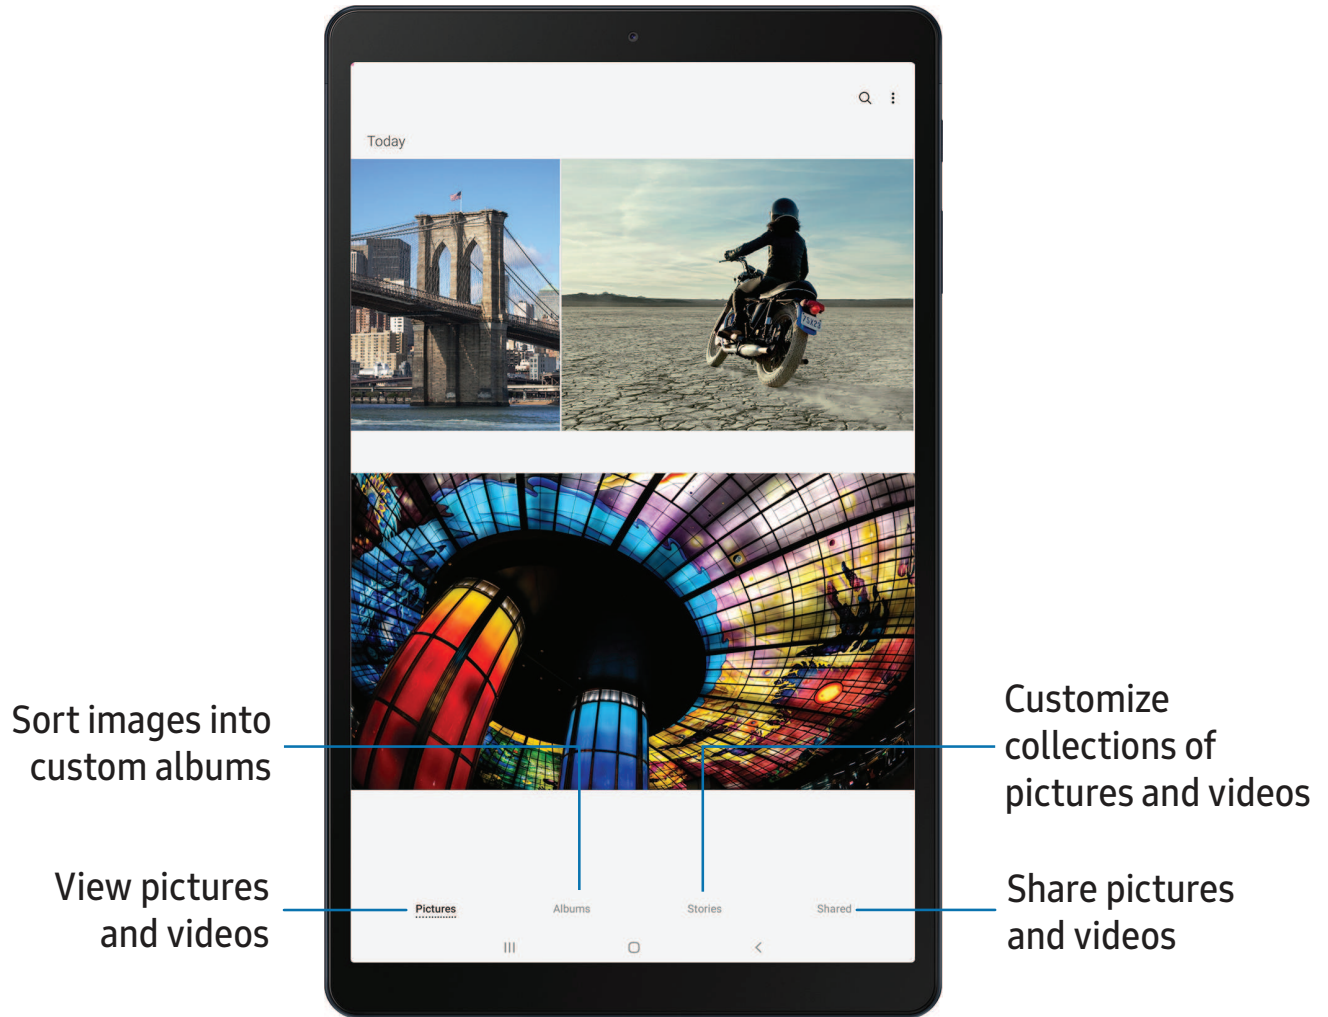 Today
Sort images into
custom albums
Customize
collections of
pictures and videos
View pictures
and videos
Pictures
Albums
Stories
Shared
Share pictures
and videos